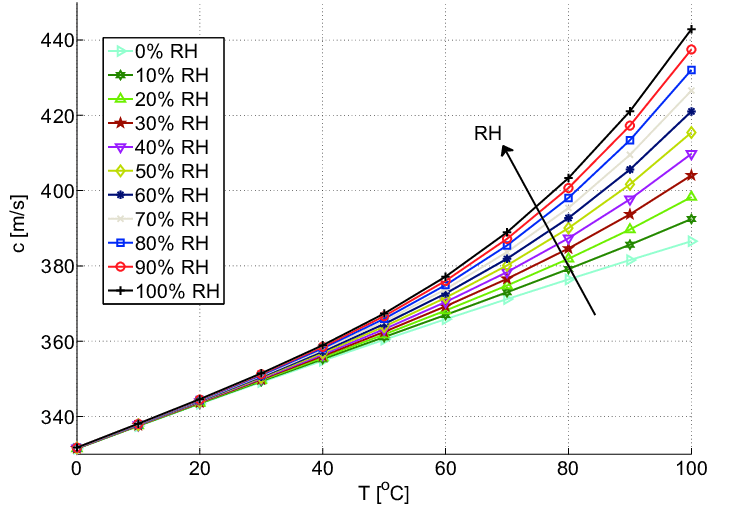 440
420
400
380
360
340
c [m/s]
0% RH
10% RH
20% RH
30% RH
40% RH
50% RH
60% RH
70% RH
80% RH
90% RH
100% RH
RH
0
20
40
60
80
100
T [°C]